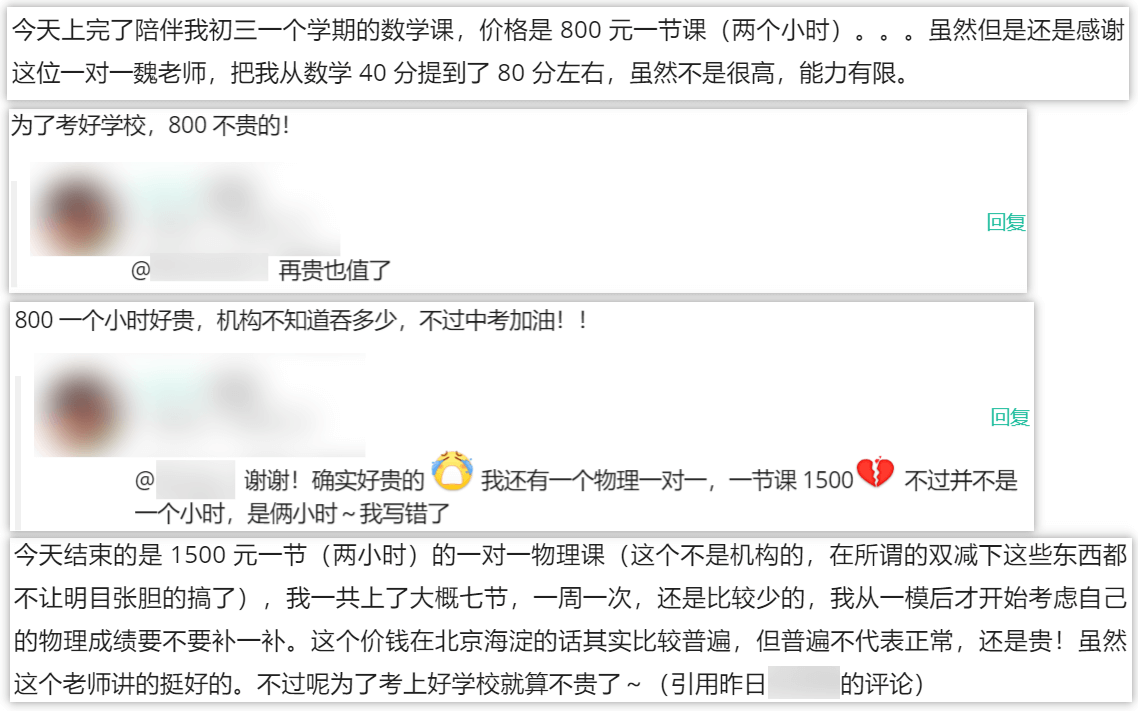 今天上完了陪伴我初三一个学期的数学课，价格是 800 元一节课（两个小时）。。。虽然但是还是感谢
这位一对一魏老师，把我从数学 40 分提到了 80 分左右，虽然不是很高，能力有限。
为了考好学校，800 不贵的！
回复
@ 再贵也值了
800 一个小时好贵，机构不知道吞多少，不过中考加油！！
回复
@ 谢谢！确实好贵的 我还有一个物理一对一，一节课 1500 不过并不是
一个小时，是俩小时～我写错了
今天结束的是 1500 元一节（两小时）的一对一物理课（这个不是机构的，在所谓的双减下这些东西都
不让明目张胆的搞了），我一共上了大概七节，一周一次，还是比较少的，我从一模后才开始考虑自己
的物理成绩要不要补一补。这个价钱在北京海淀的话其实比较普遍，但普遍不代表正常，还是贵！虽然
这个老师讲的挺好的。不过呢为了考上好学校就算不贵了～（引用昨日 的评论）